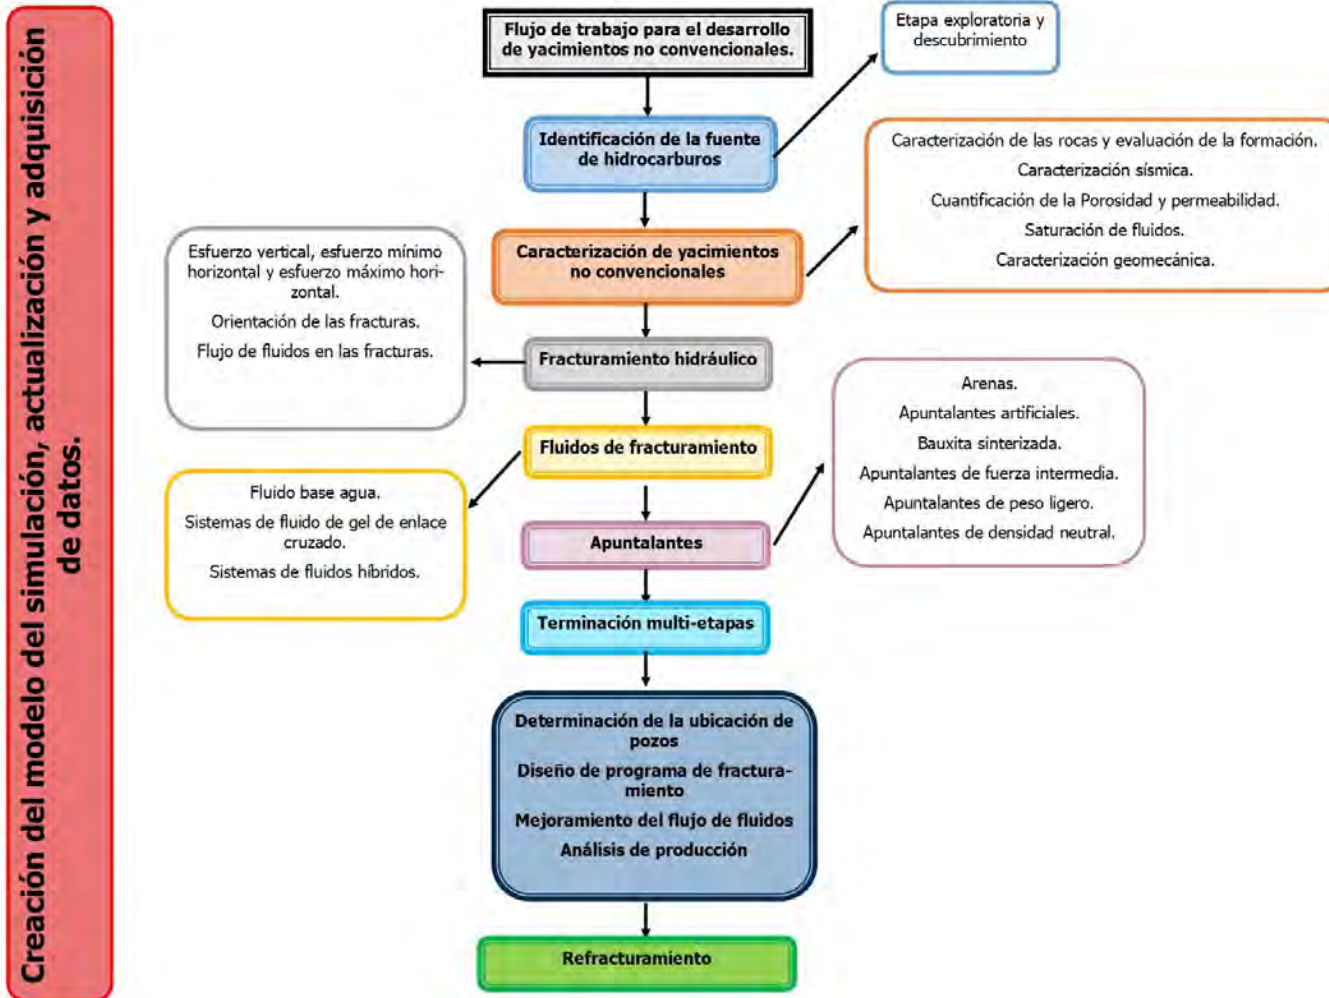 Creación del modelo del simulación, actualización y adquisición
de datos.
Flujo de trabajo para el desarrollo
de yacimientos no convencionales.
Etapa exploratoria y
descubrimiento
Identificación de la fuente
de hidrocarburos
Caracterización de las rocas y evaluación de la formación.
Caracterización sísmica.
Cuantificación de la Porosidad y permeabilidad.
Saturación de fluidos.
Caracterización geomecánica.
Caracterización de yacimientos
no convencionales
Esfuerzo vertical, esfuerzo mínimo
horizontal y esfuerzo máximo hori-
zontal.
Orientación de las fracturas.
Flujo de fluidos en las fracturas.
Fracturamiento hidráulico
Arenas.
Apuntalantes artificiales.
Bauxita sinterizada.
Apuntalantes de fuerza intermedia.
Apuntalantes de peso ligero.
Apuntalantes de densidad neutral.
Fluidos de fracturamiento
Fluido base agua.
Sistemas de fluido de gel de enlace
cruzado.
Sistemas de fluidos híbridos.
Apuntalantes
Terminación multi-etapas
Determinación de la ubicación de
pozos
Diseño de programa de fractura-
miento
Mejoramiento del flujo de fluidos
Análisis de producción
Refracturamiento